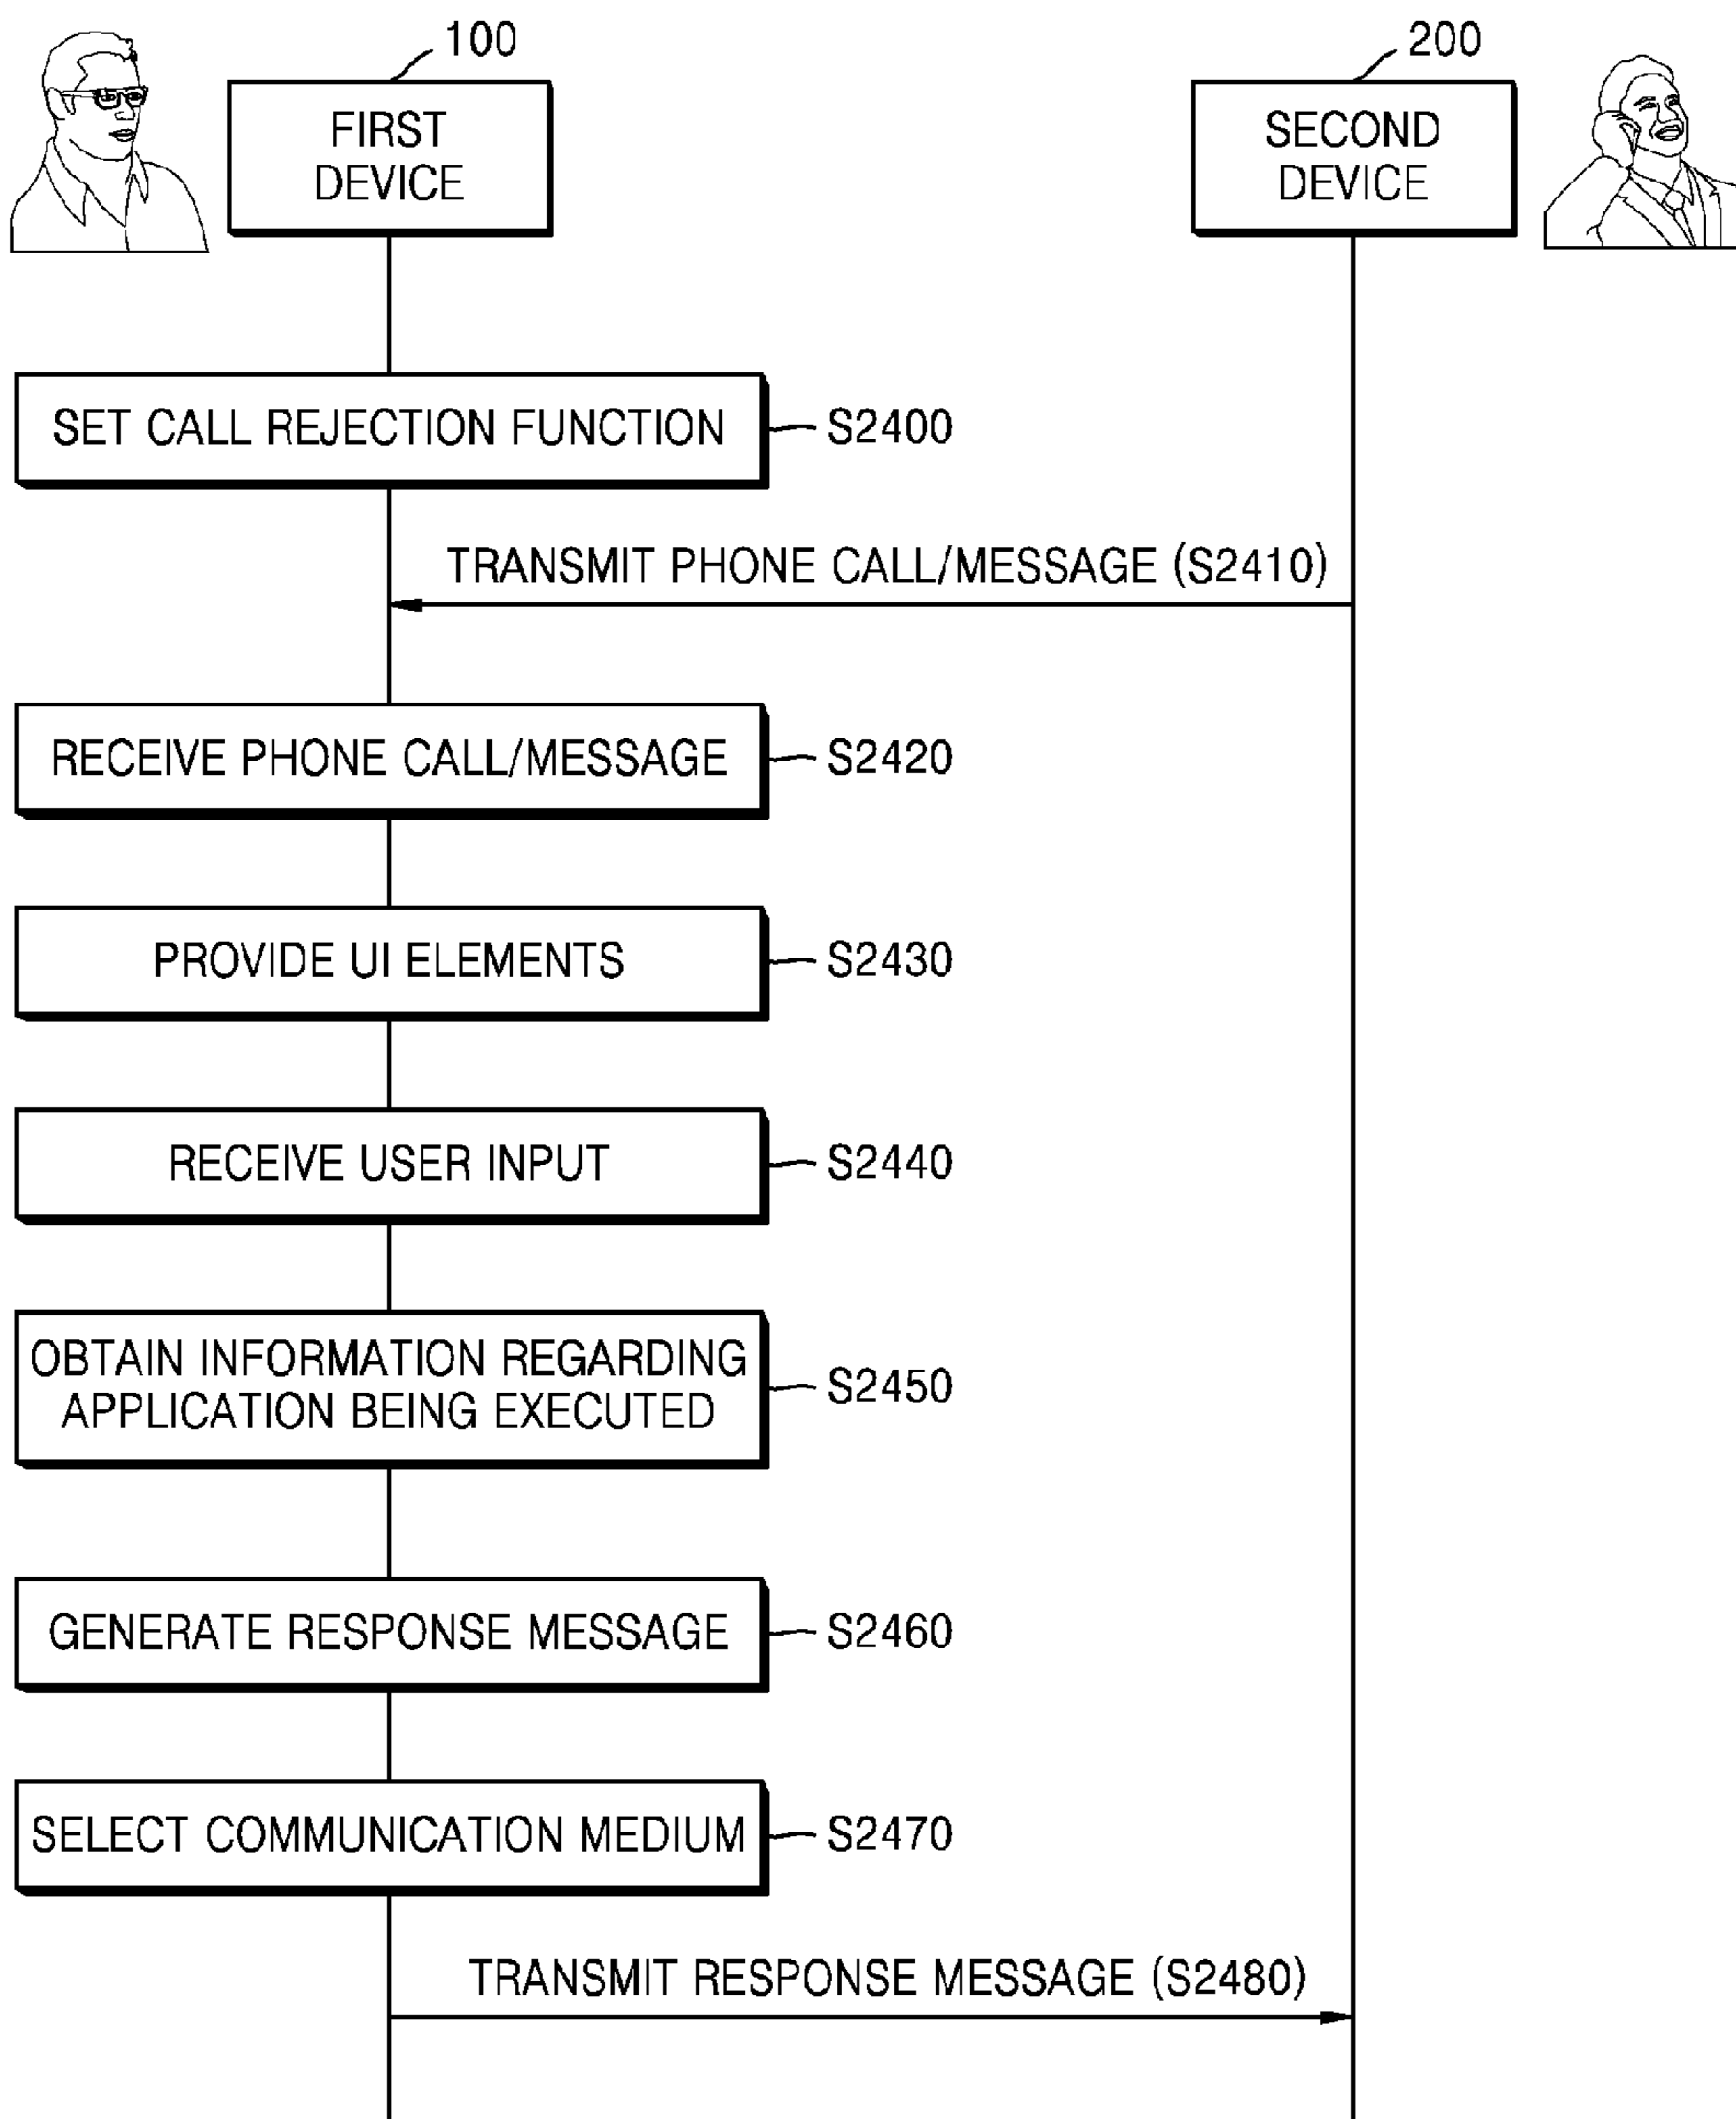 100
200
FIRST
DEVICE
SECOND
DEVICE
SET CALL REJECTION FUNCTION
S2400
TRANSMIT PHONE CALL/MESSAGE (S2410)
RECEIVE PHONE CALL/MESSAGE
S2420
PROVIDE UI ELEMENTS
S2430
RECEIVE USER INPUT
S2440
OBTAIN INFORMATION REGARDING
APPLICATION BEING EXECUTED
S2450
GENERATE RESPONSE MESSAGE
S2460
SELECT COMMUNICATION MEDIUM
S2470
TRANSMIT RESPONSE MESSAGE (S2480)